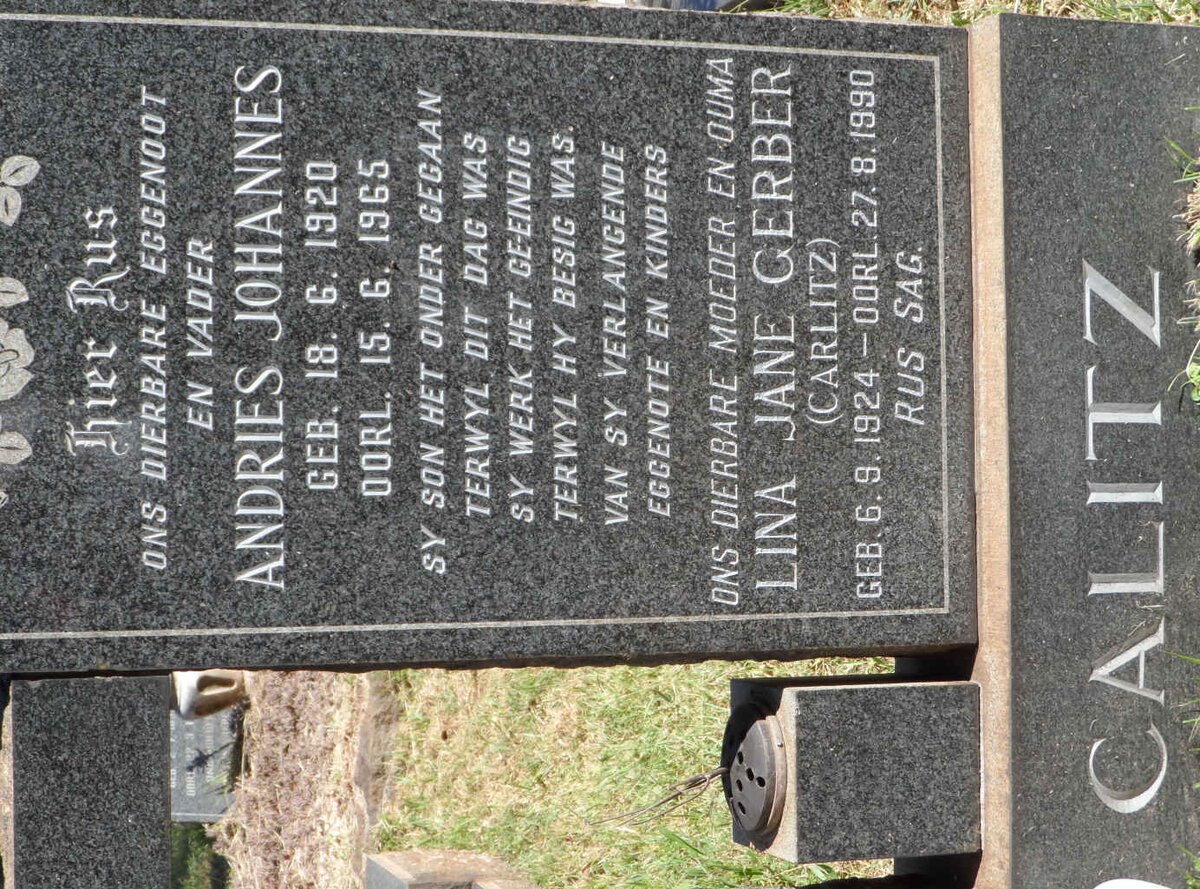 Hier Rus
ONS DIERBARE EGGENOOT
EN VADER
ANDRIES JOHANNES
GEB. 18. 6. 1920
OORL. 15. 6. 1965
SY SON HET ONDER GEGAAN
TERWYL DIT DAG WAS
SY WERK HET GEEINDIG
TERWYL HY BESIG WAS.
VAN SY VERLANGENDE
EGGENOTE EN KINDERS
ONS DIERBARE MOEDER EN OUMA
LINA JANE GERBER
(CARLITZ)
GEB. 6. 9. 1924 – OORL. 27. 8. 1990
RUS SAG.
CALITZ